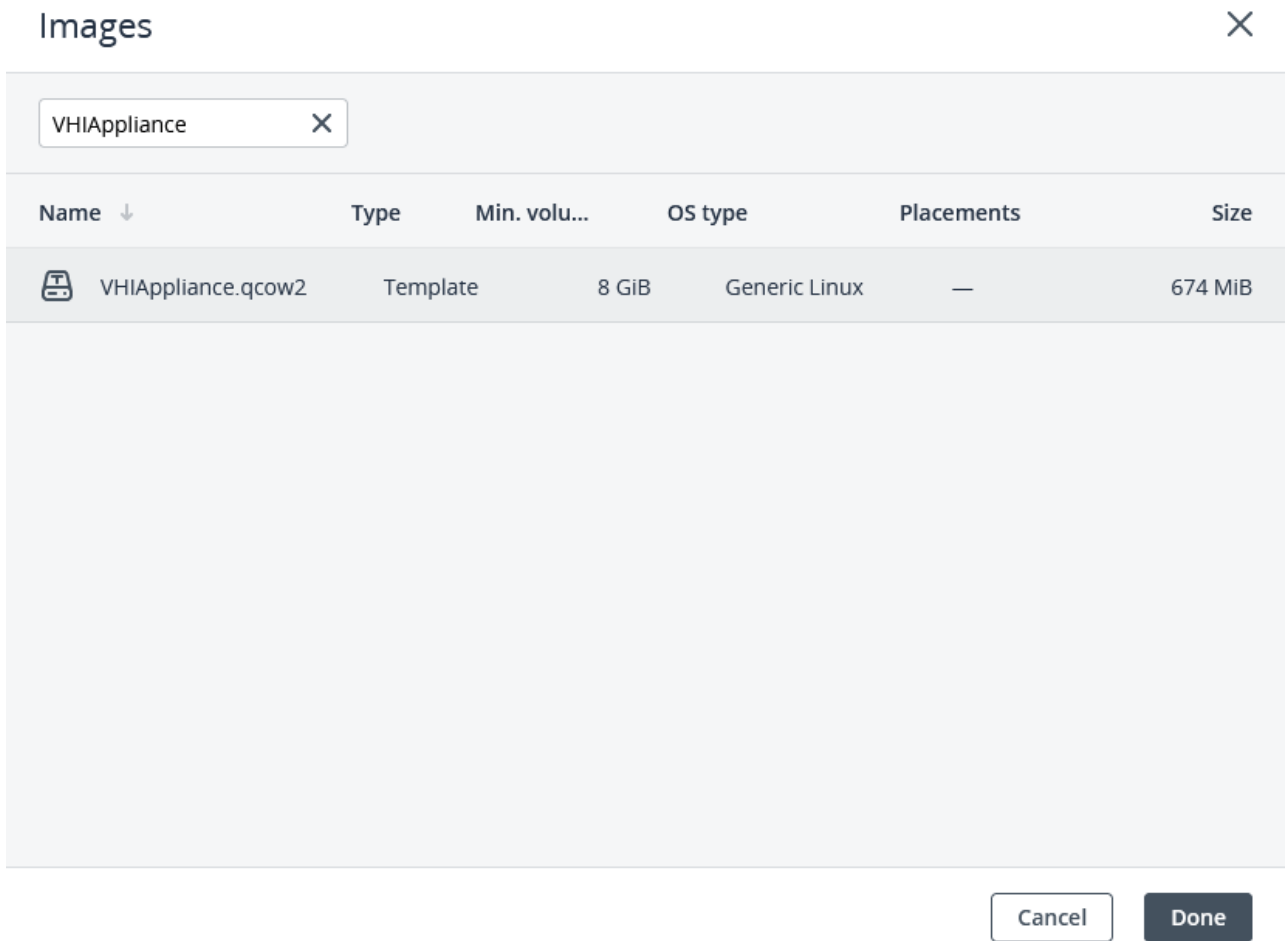 Images
VHIAppliance
Name Type Min. volu... OS type Placements Size
VHIAppliance.qcow2 Template 8 GiB Generic Linux — 674 MiB
Cancel Done